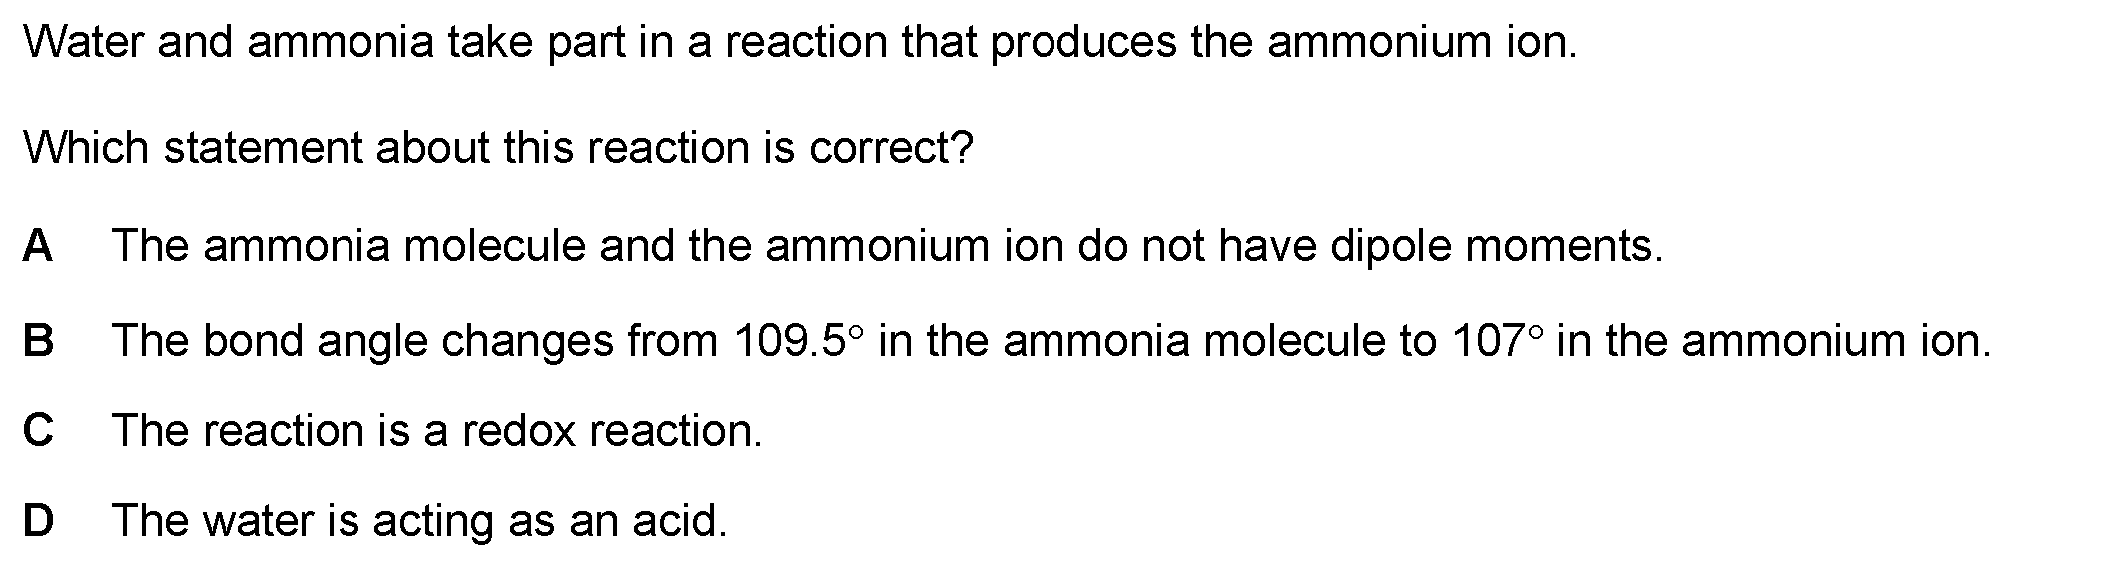 Water and ammonia take part in a reaction that produces the ammonium ion.
Which statement about this reaction is correct?
A The ammonia molecule and the ammonium ion do not have dipole moments.
B The bond angle changes from 109.5° in the ammonia molecule to 107° in the ammonium ion.
C The reaction is a redox reaction.
D The water is acting as an acid.